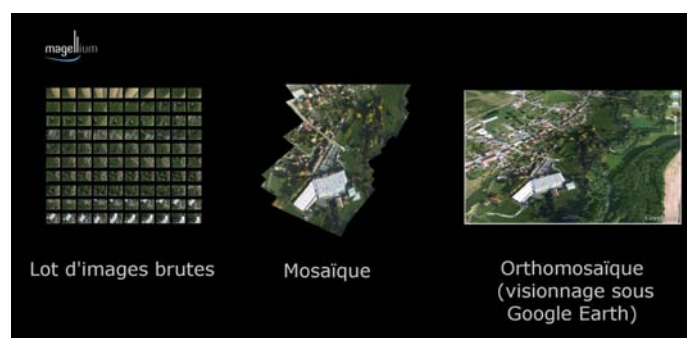 magellium
Lot d'images brutes
Mosaïque
Orthomosaïque
(visionnage sous
Google Earth)